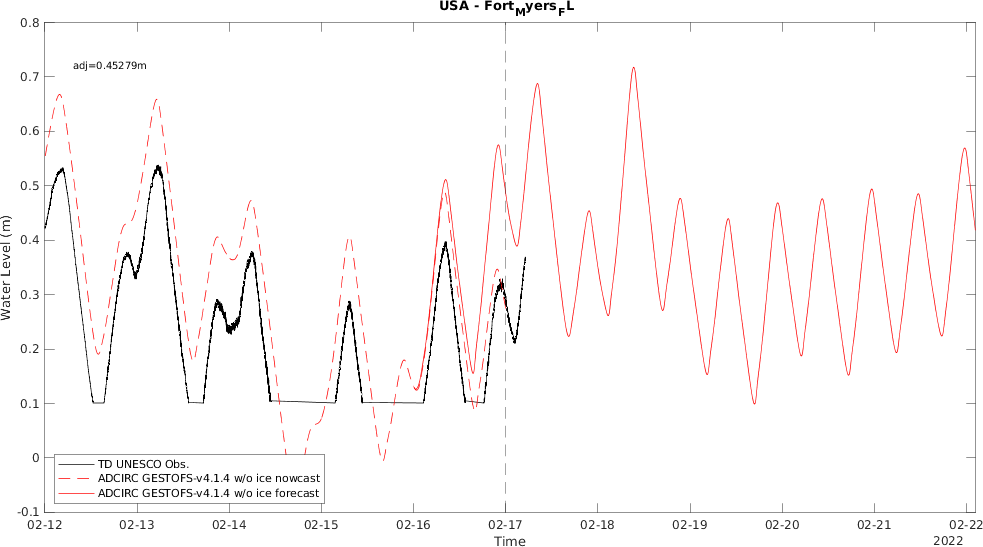 USA - Fort_Myers_FL
0.8
0.7
0.6
0.5
0.4
0.3
0.2
0.1
0
-0.1
Water Level (m)
adj=0.45279m
TD UNESCO Obs.
ADCIRC GESTOFS-v4.1.4 w/o ice nowcast
ADCIRC GESTOFS-v4.1.4 w/o ice forecast
02-12 02-13 02-14 02-15 02-16 02-17 02-18 02-19 02-20 02-21 02-22
Time
2022